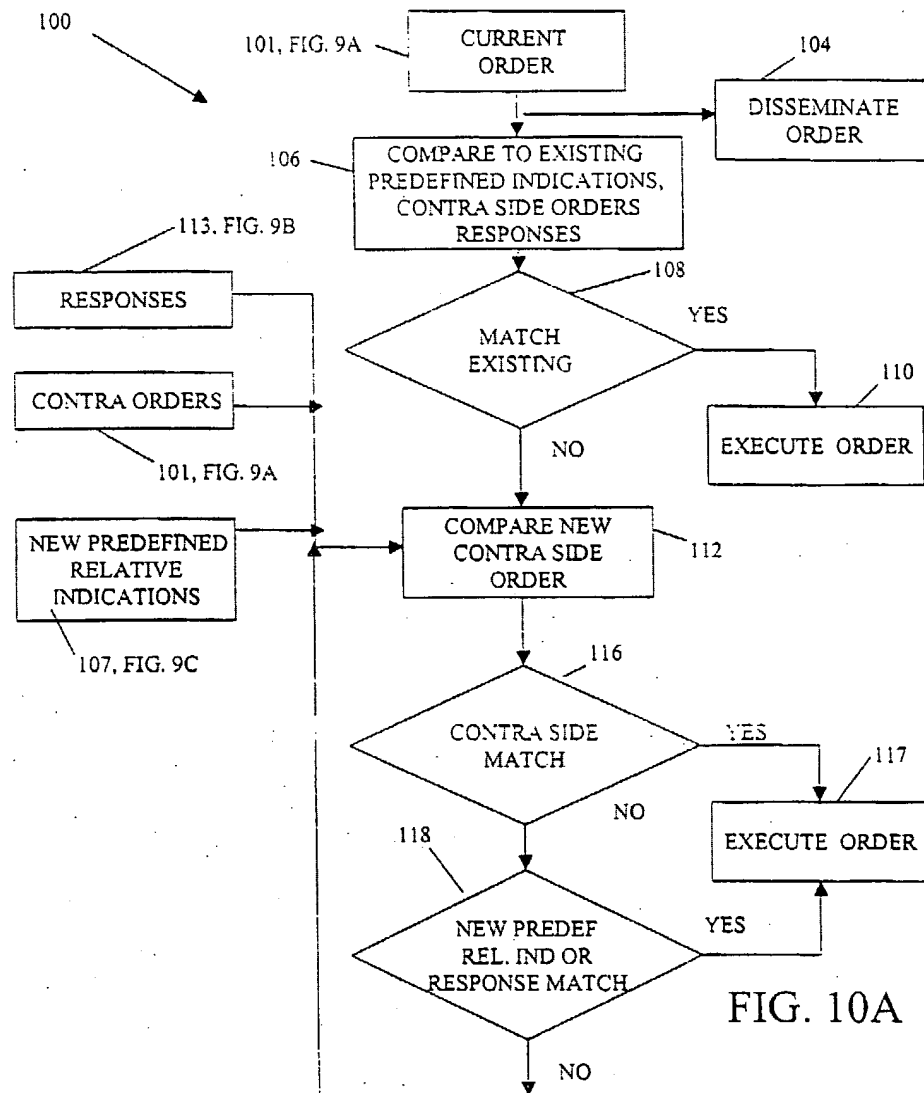 100
101, FIG. 9A
CURRENT
ORDER
104
DISSEMINATE
ORDER
106
COMPARE TO EXISTING
PREDEFINED INDICATIONS,
CONTRA SIDE ORDERS
RESPONSES
113, FIG. 9B
RESPONSES
108
MATCH
EXISTING
YES
NO
110
EXECUTE ORDER
CONTRA ORDERS
101, FIG. 9A
NEW PREDEFINED
RELATIVE
INDICATIONS
107, FIG. 9C
COMPARE NEW
CONTRA SIDE
ORDER
112
116
CONTRA SIDE
MATCH
YES
NO
117
EXECUTE ORDER
118
NEW PREDEF
REL. IND OR
RESPONSE MATCH
YES
NO
FIG. 10A